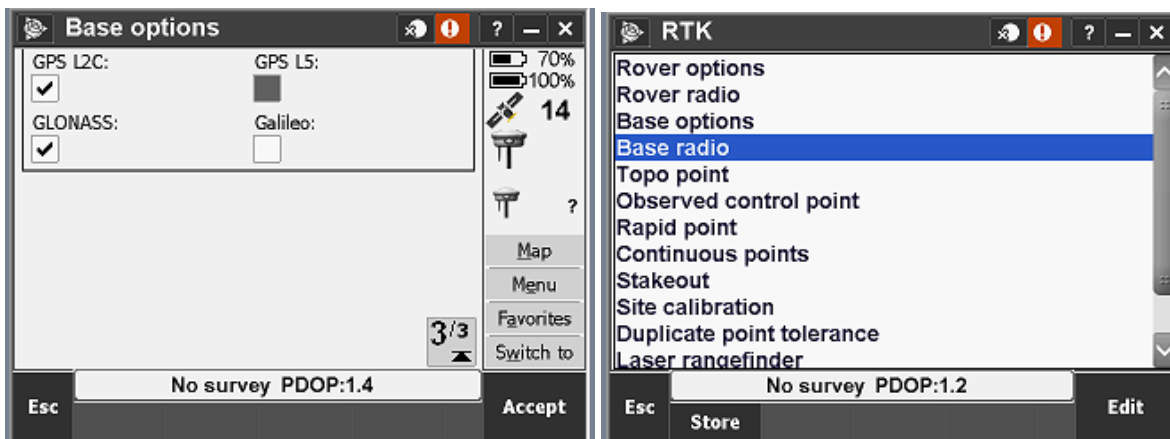 Base options
? – ×
GPS L2C: GPS L5:
70%
100%
GLONASS: Galileo:
14
?
Map
Menu
3/3
Favorites
Switch to
No survey PDOP:1.4
Esc
Accept
RTK
? – ×
Rover options
Rover radio
Base options
Base radio
Topo point
Observed control point
Rapid point
Continuous points
Stakeout
Site calibration
Duplicate point tolerance
Laser rangefinder
No survey PDOP:1.2
Esc
Store
Edit